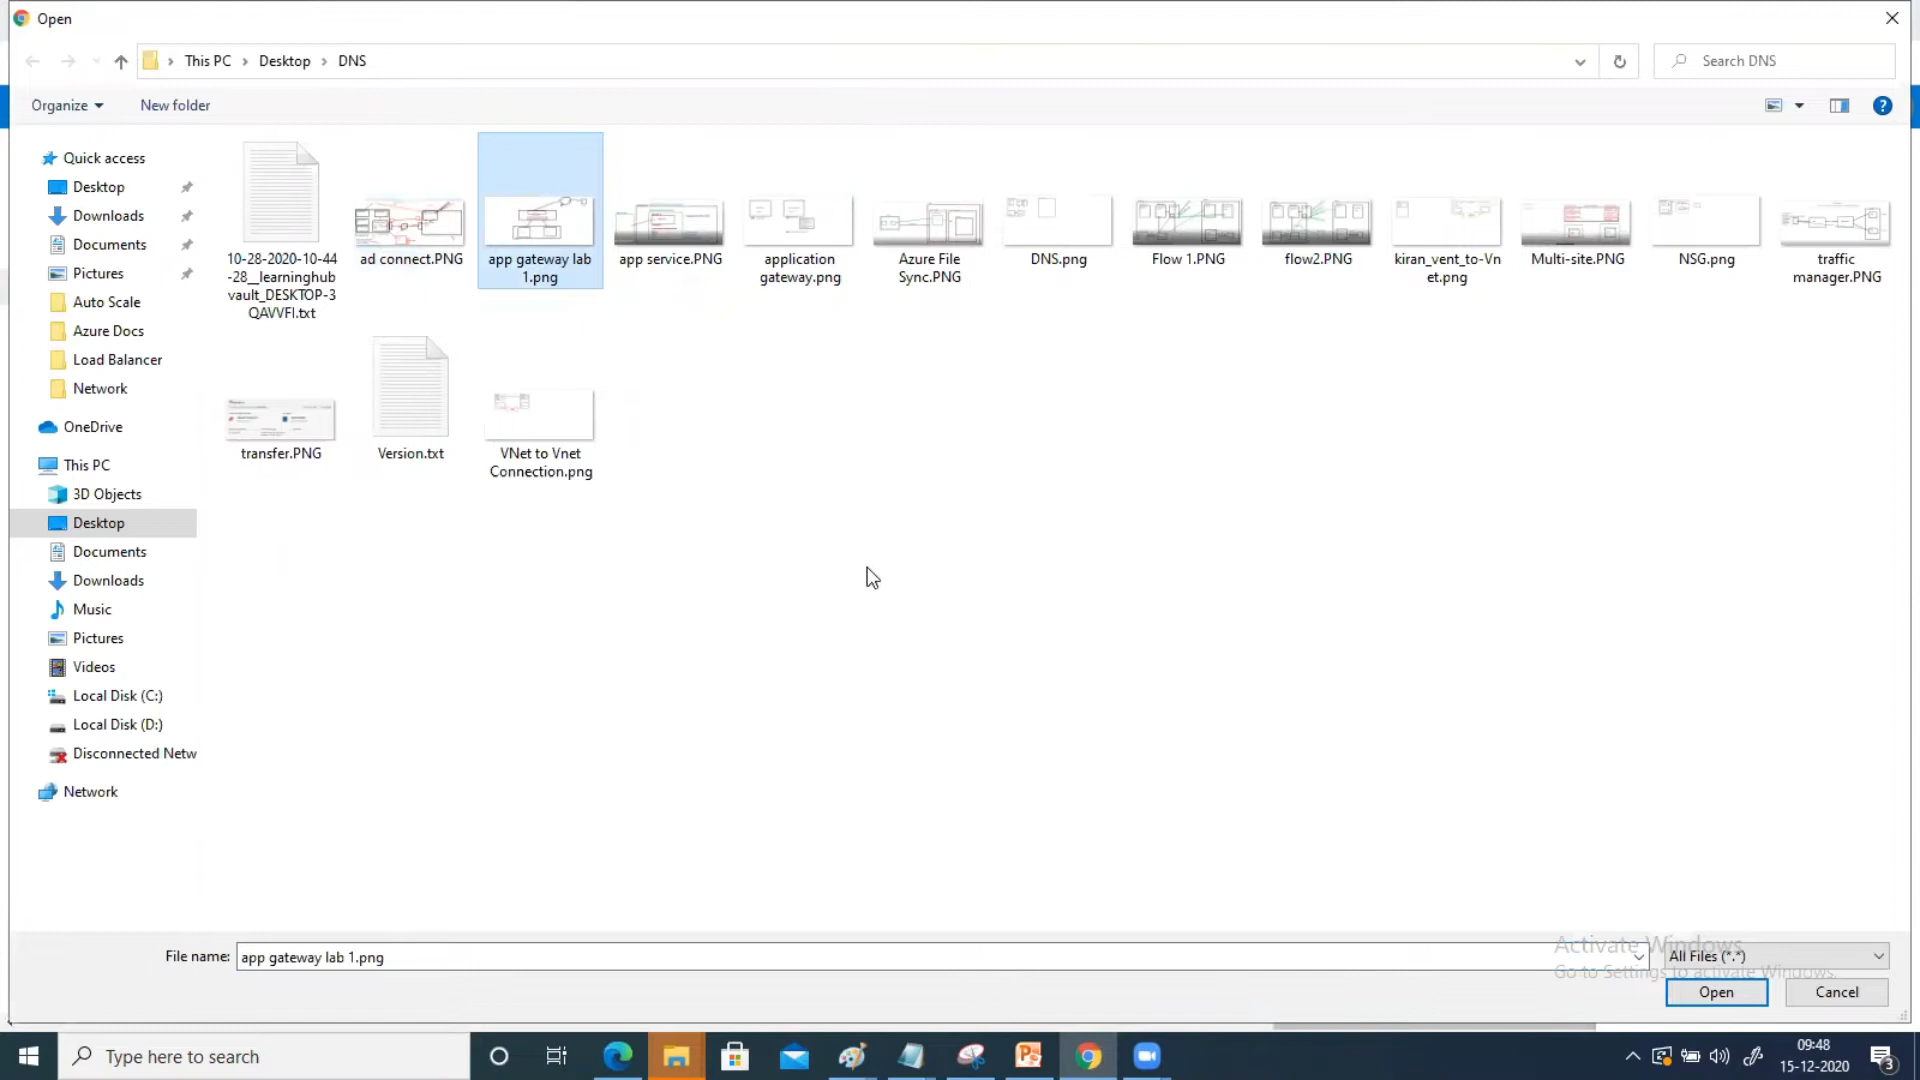 Open
This PC > Desktop > DNS
Search DNS
Organize
New folder
Quick access
Desktop
Downloads
Documents
Pictures
Auto Scale
Azure Docs
Load Balancer
Network
OneDrive
This PC
3D Objects
Desktop
Documents
Downloads
Music
Pictures
Videos
Local Disk (C:)
Local Disk (D:)
Disconnected Netw
Network
10-28-2020-10-44
-28__learninghub
vault_DESKTOP-3
QAVVFI.txt
ad connect.PNG
app gateway lab
1.png
app service.PNG
application
gateway.png
Azure File
Sync.PNG
DNS.png
Flow 1.PNG
flow2.PNG
kiran_vent_to-Vn
et.png
Multi-site.PNG
NSG.png
traffic
manager.PNG
transfer.PNG
Version.txt
VNet to Vnet
Connection.png
File name:
app gateway lab 1.png
All Files (*.*)
Activate Windows
Go to Settings to activate Windows.
Open
Cancel
Type here to search
09:48
15-12-2020
3